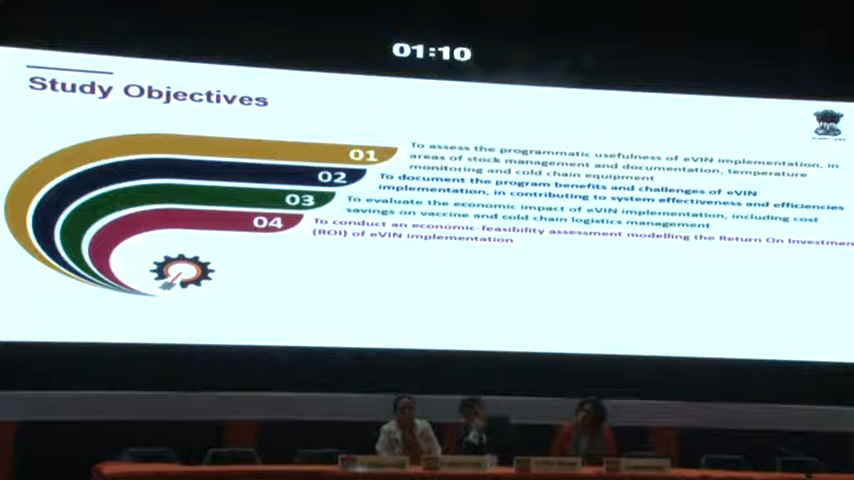 01:10
Study Objectives
01
To assess the programmatic usefulness of eVIN implementation, in
areas of stock management and documentation, temperature
monitoring and cold chain equipment
02
To document the program benefits and challenges of eVIN
implementation, in contributing to system effectiveness and efficiencies
03
To evaluate the economic impact of eVIN implementation, including cost
savings on vaccine and cold chain logistics management
04
To conduct an economic-feasibility assessment modelling the Return On Investmen
(ROI) of eVIN implementation